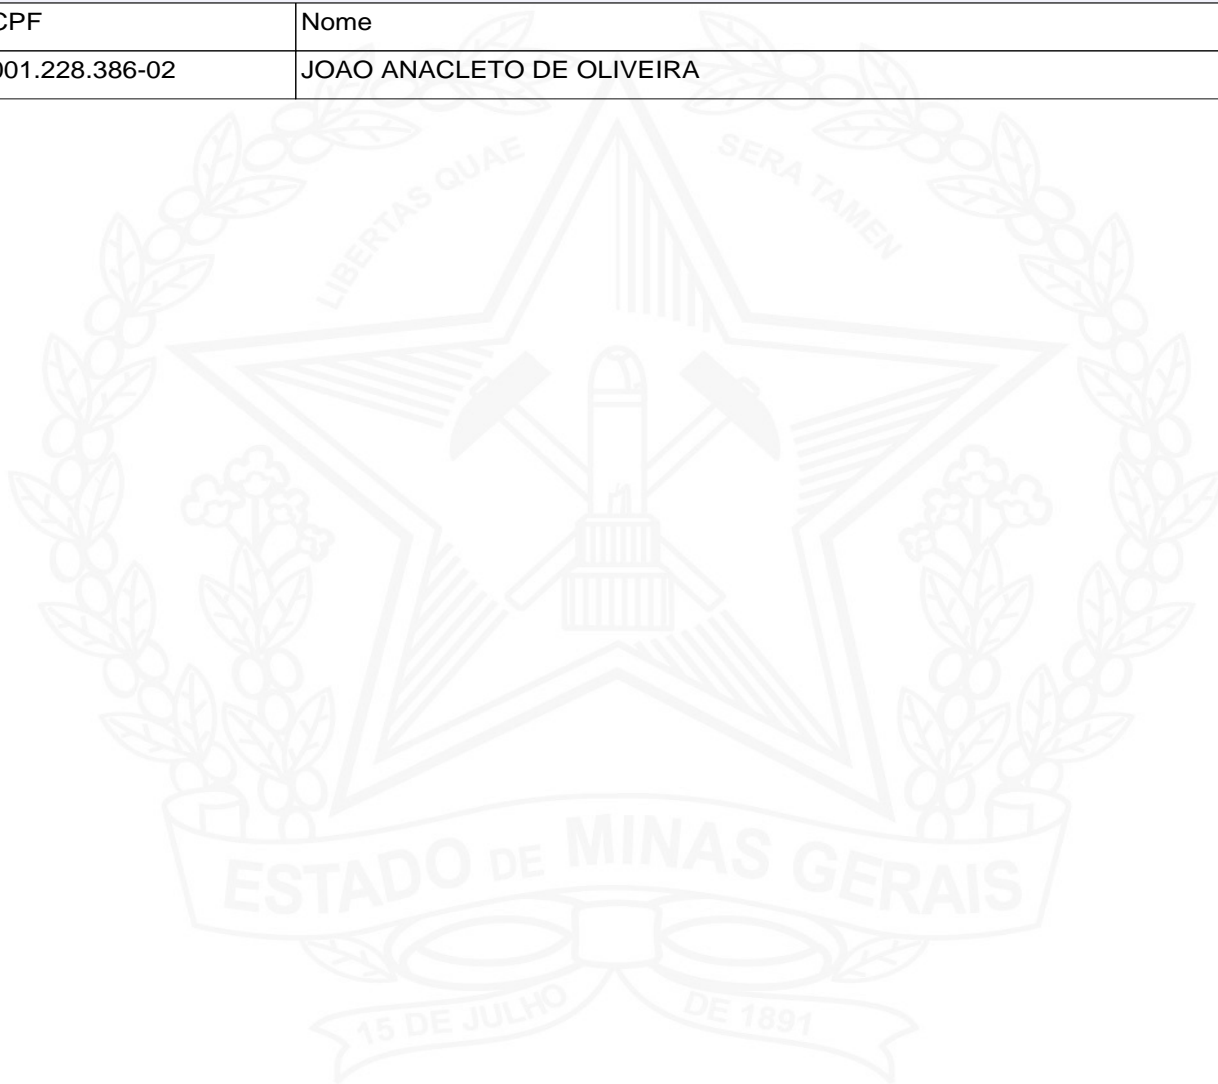 CPF Nome
001.228.386-02 JOAO ANACLETO DE OLIVEIRA
LIBERTAS QUAE SERA TAMEN
ESTADO DE MINAS GERAIS
15 DE JULHO DE 1891